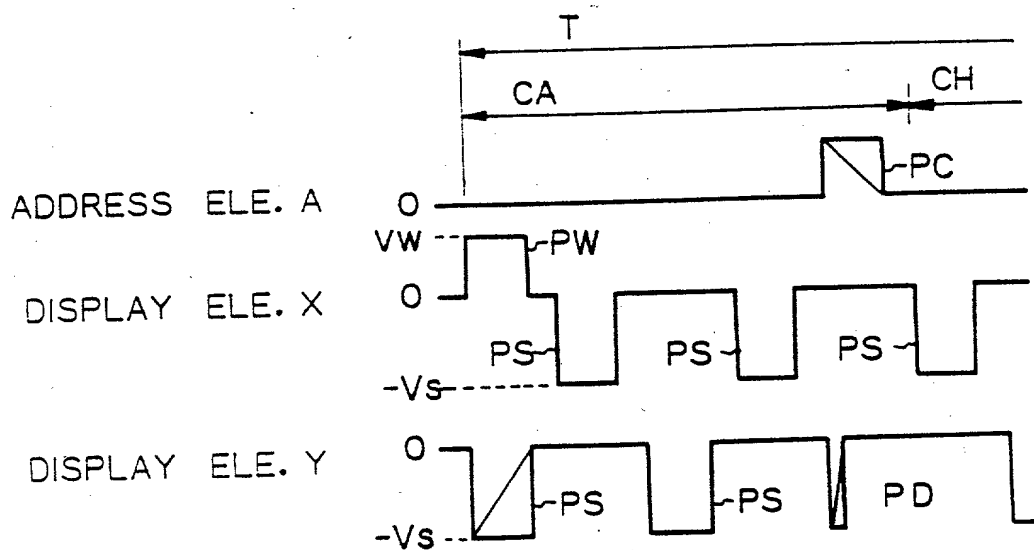 T
CA CH
PC
ADDRESS ELE. A O
VW PW
DISPLAY ELE. X O
PS PS PS
-Vs
DISPLAY ELE. Y O
PS PS PD
-Vs